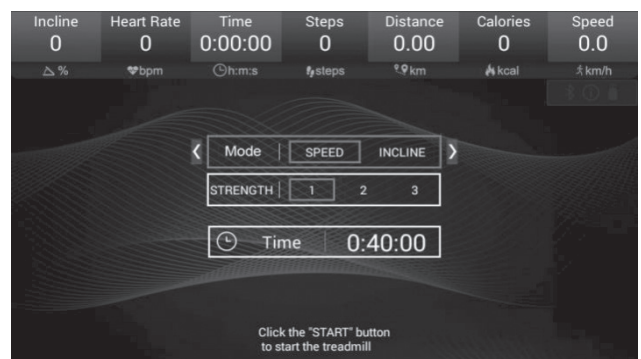 Incline Heart Rate Time Steps Distance Calories Speed
0 0 0:00:00 0 0.00 0 0.0
% bpm h:m:s steps km kcal km/h
Mode SPEED INCLINE
STRENGTH 1 2 3
Time 0:40:00
Click the "START" button
to start the treadmill